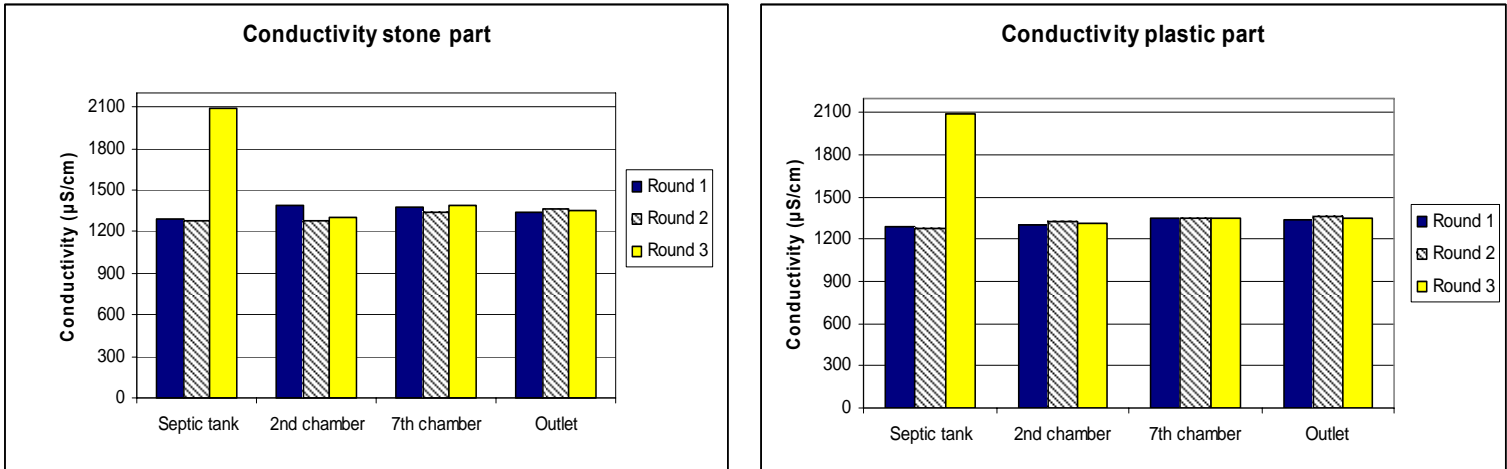 Conductivity stone part
Conductivity (µS/cm)
2100
1800
1500
1200
900
600
300
0
Septic tank
2nd chamber
7th chamber
Outlet
Round 1
Round 2
Round 3
Conductivity plastic part
Conductivity (µS/cm)
2100
1800
1500
1200
900
600
300
0
Septic tank
2nd chamber
7th chamber
Outlet
Round 1
Round 2
Round 3